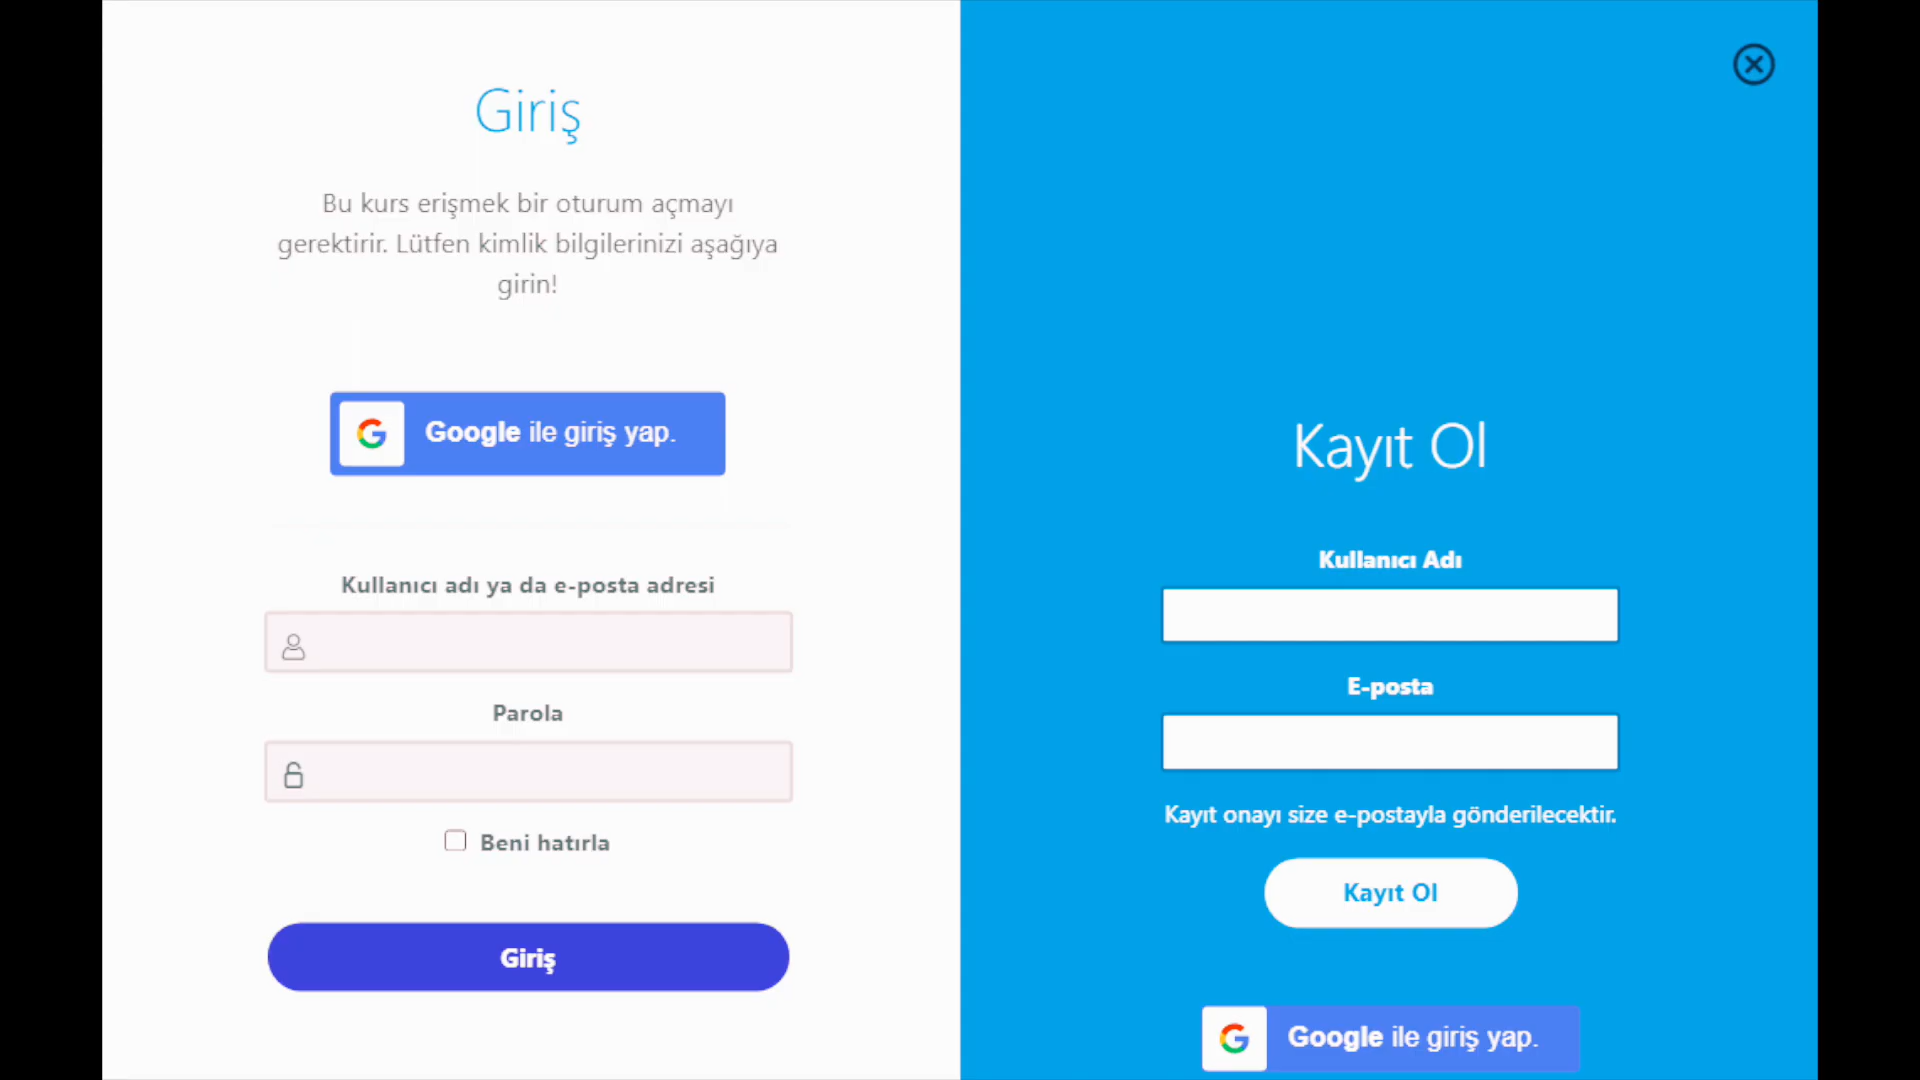 Giriş
Bu kurs erişmek bir oturum açmayı
gerektirir. Lütfen kimlik bilgilerinizi aşağıya
girin!
Google ile giriş yap.
Kullanıcı adı ya da e-posta adresi
Parola
Beni hatırla
Giriş
Kayıt Ol
Kullanıcı Adı
E-posta
Kayıt onayı size e-postayla gönderilecektir.
Kayıt Ol
Google ile giriş yap.